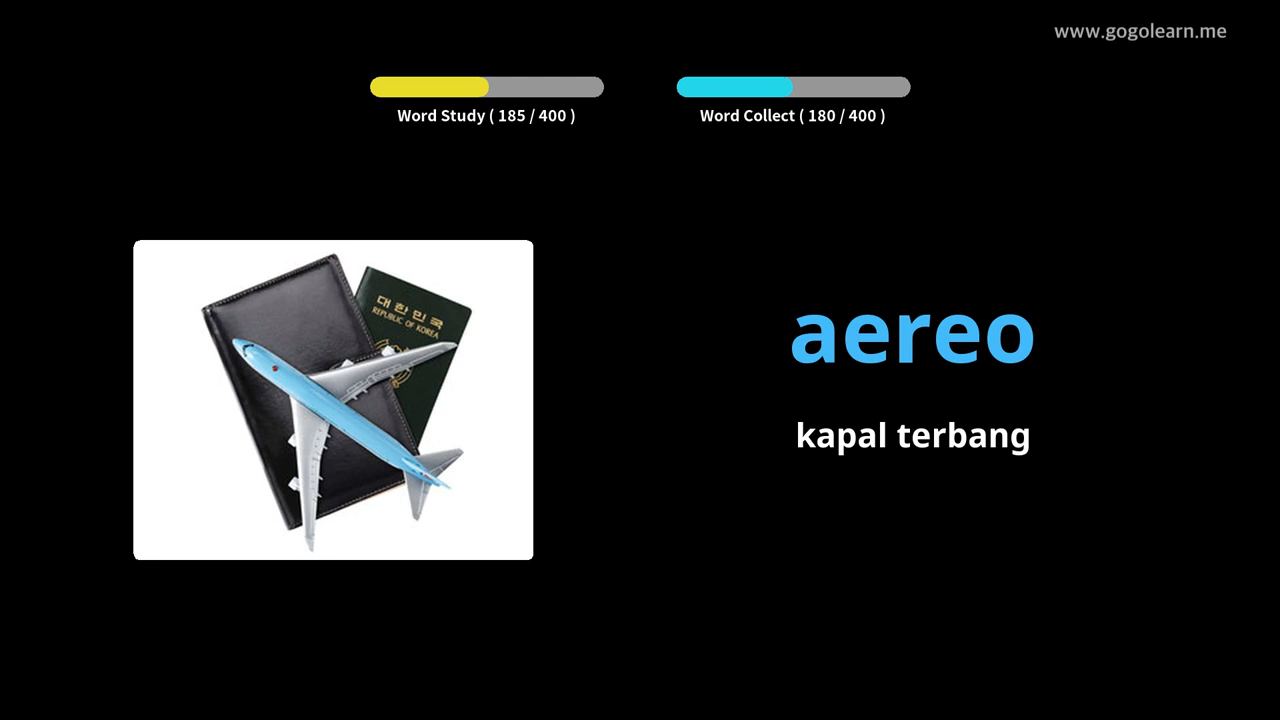 www.gogolearn.me
Word Study ( 185 / 400 )
Word Collect ( 180 / 400 )
대한민국
REPUBLIC OF KOREA
aereo
kapal terbang